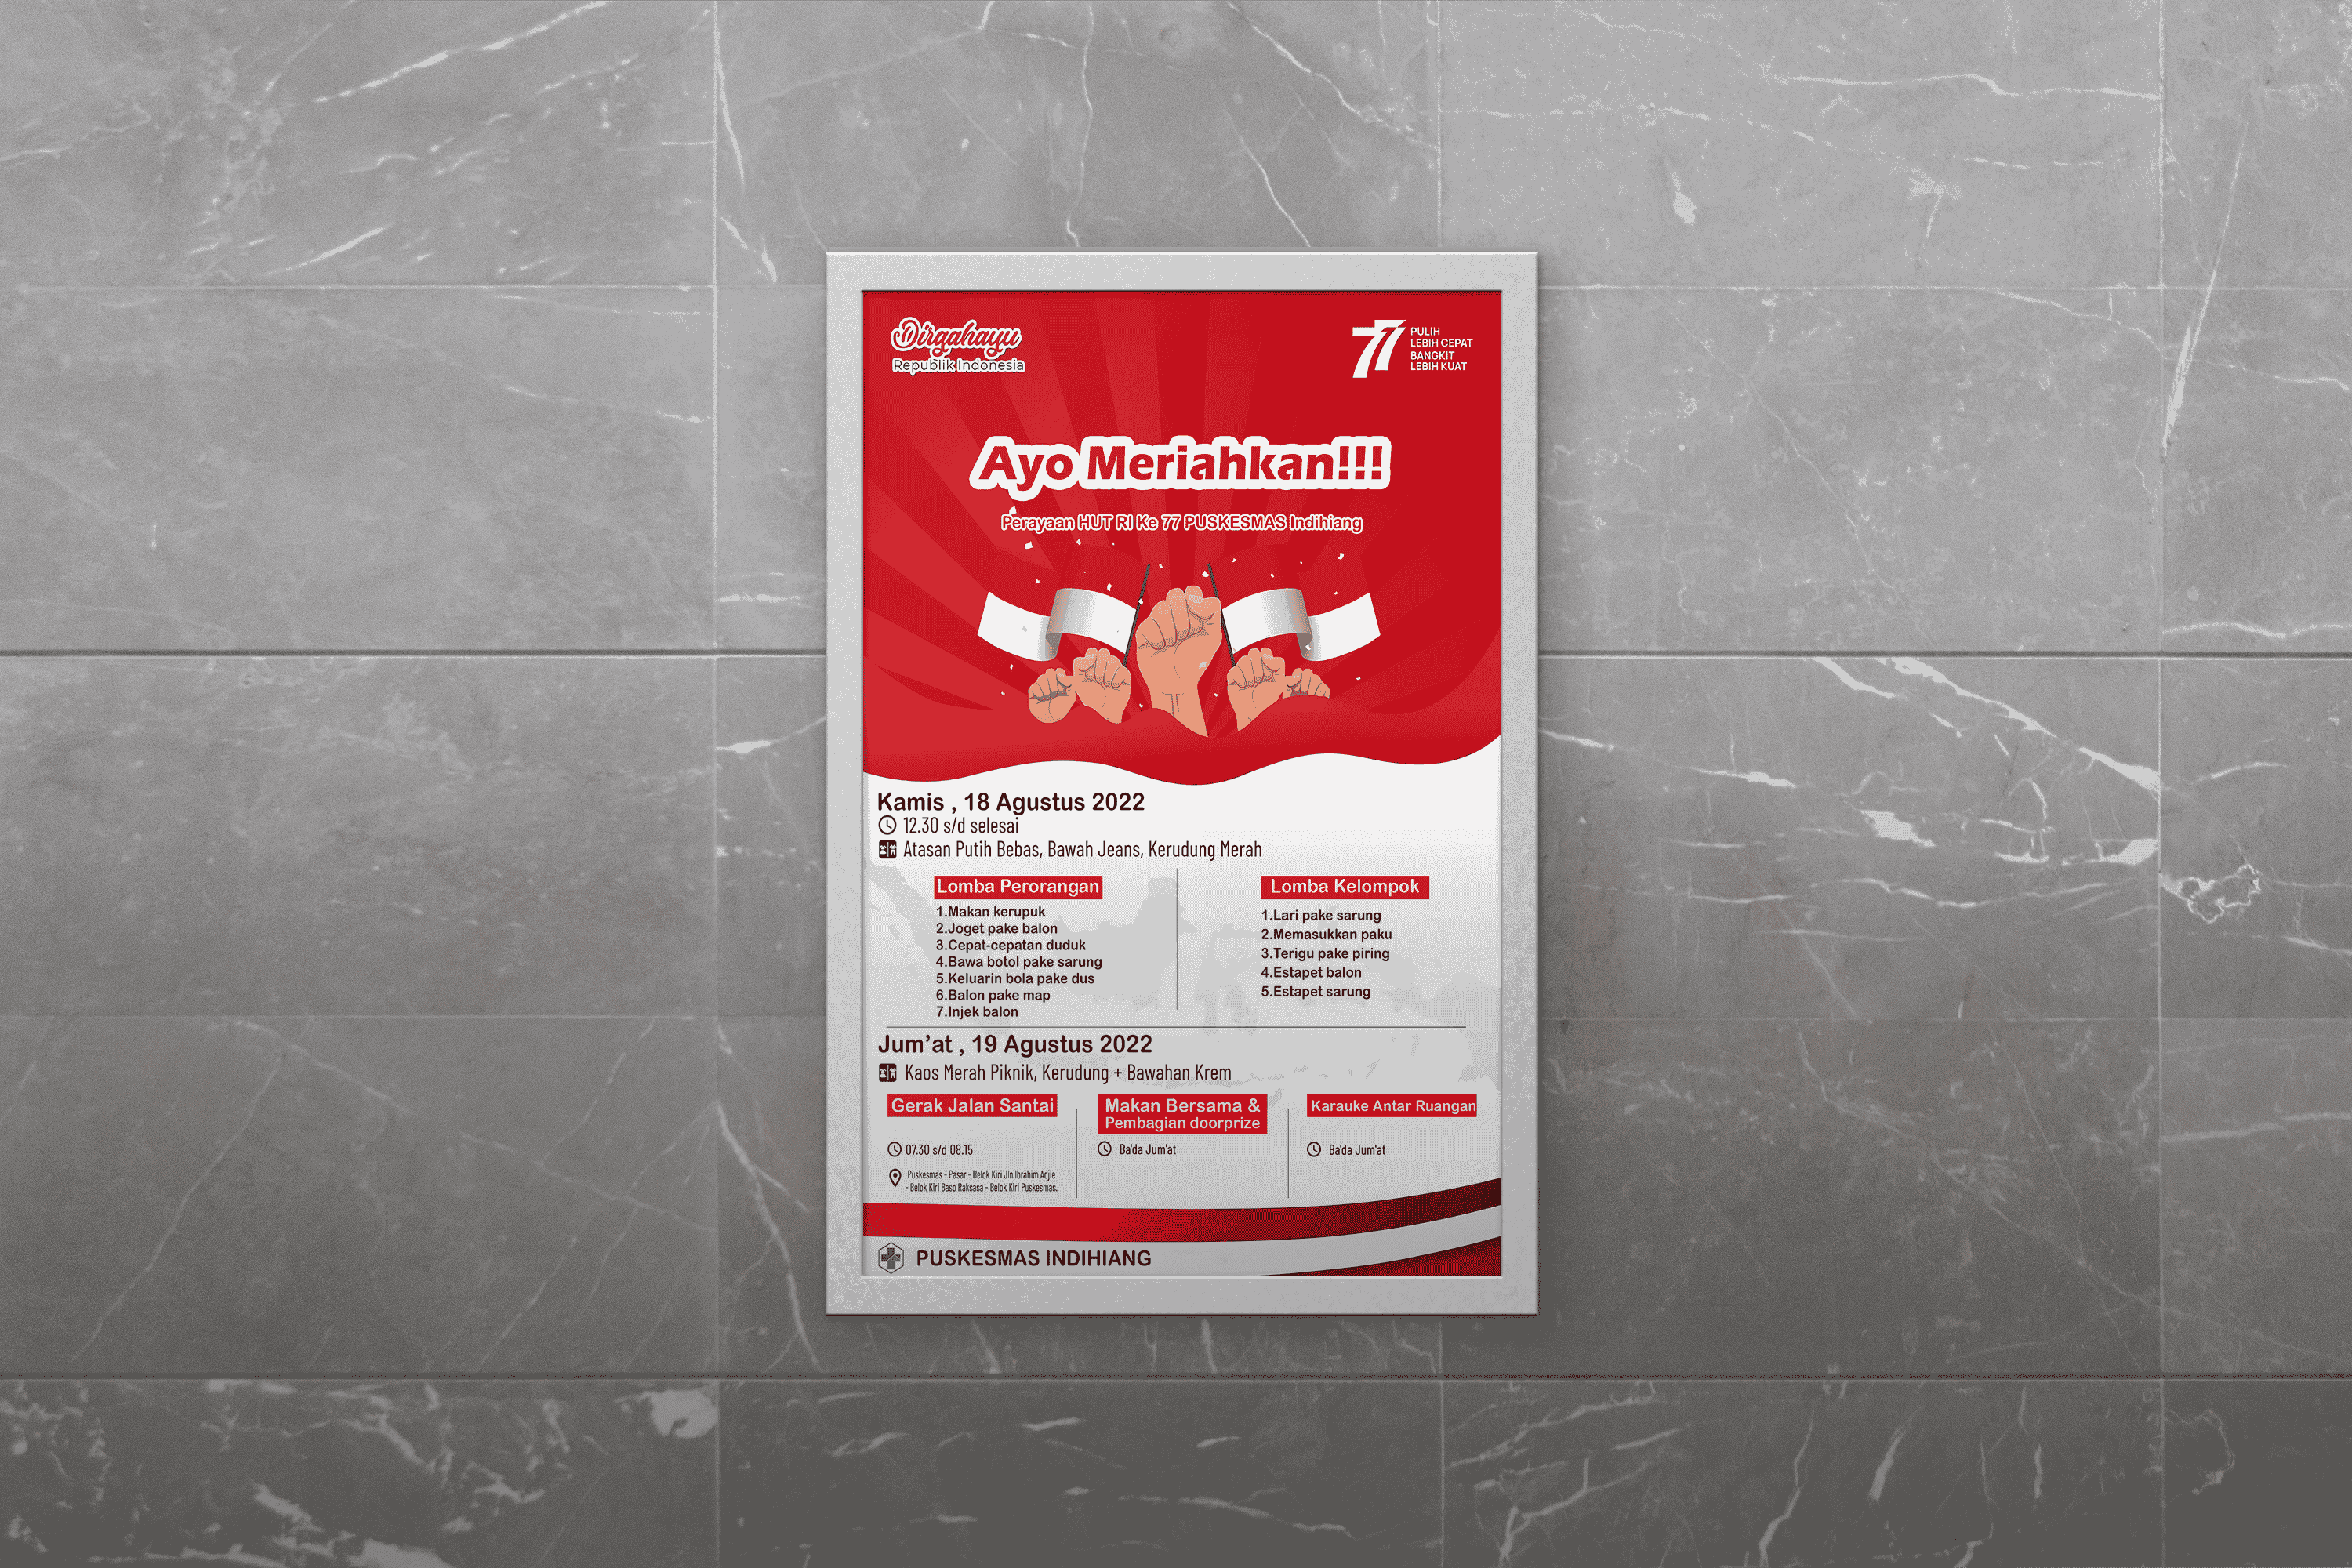 Dirgahayu
Republik Indonesia
77
PULIH
LEBIH CEPAT
BANGKIT
LEBIH KUAT
Ayo Meriahkan!!!
Perayaan HUT RI Ke 77 PUSKESMAS Indihiang
Kamis , 18 Agustus 2022
12.30 s/d selesai
Atasan Putih Bebas, Bawah Jeans, Kerudung Merah
Lomba Perorangan
1.Makan kerupuk
2.Joget pake balon
3.Cepat-cepatan duduk
4.Bawa botol pake sarung
5.Keluarin bola pake dus
6.Balon pake map
7.Injek balon
Lomba Kelompok
1.Lari pake sarung
2.Memasukkan paku
3.Terigu pake piring
4.Estapet balon
5.Estapet sarung
Jum'at , 19 Agustus 2022
Kaos Merah Piknik, Kerudung + Bawahan Krem
Gerak Jalan Santai
07.30 s/d 08.15
Puskesmas - Pasar - Belok Kiri Jln.Ibrahim Adjie
- Belok Kiri Baso Raksasa - Belok Kiri Puskesmas.
Makan Bersama &
Pembagian doorprize
Ba'da Jum'at
Karauke Antar Ruangan
Ba'da Jum'at
PUSKESMAS INDIHIANG